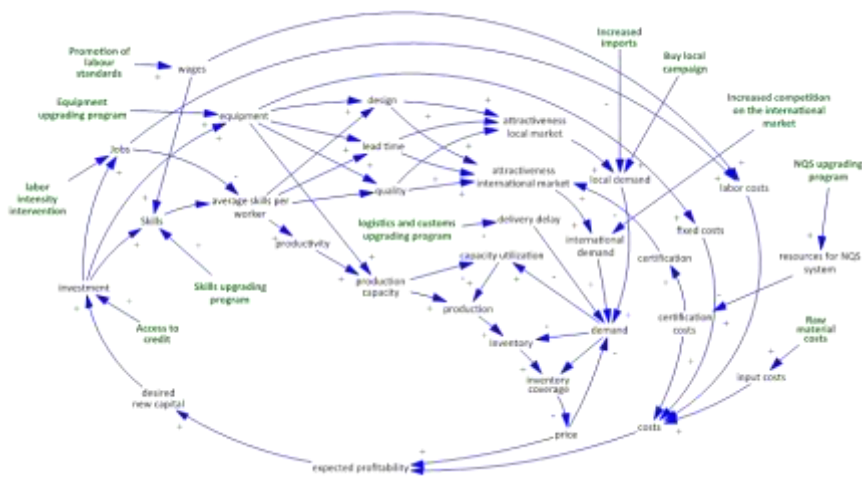 Increased
imports
Promotion of
labour
standards
wages
Buy local
campaign
Equipment
upgrading program
equipment
design
attractiveness
local market
Increased competition
on the international
market
Jobs
lead time
quality
attractiveness
international market
local demand
labor costs
NQS upgrading
program
labor
intensity
intervention
Skills
average skills per
worker
logistics and customs
upgrading program
delivery delay
fixed costs
productivity
capacity utilization
international
demand
certification
resources for NQS
system
investment
Skills upgrading
program
production
capacity
production
Access to
credit
inventory
demand
certification
costs
Raw
material
costs
inventory
coverage
input costs
desired
new capital
price
costs
expected profitability